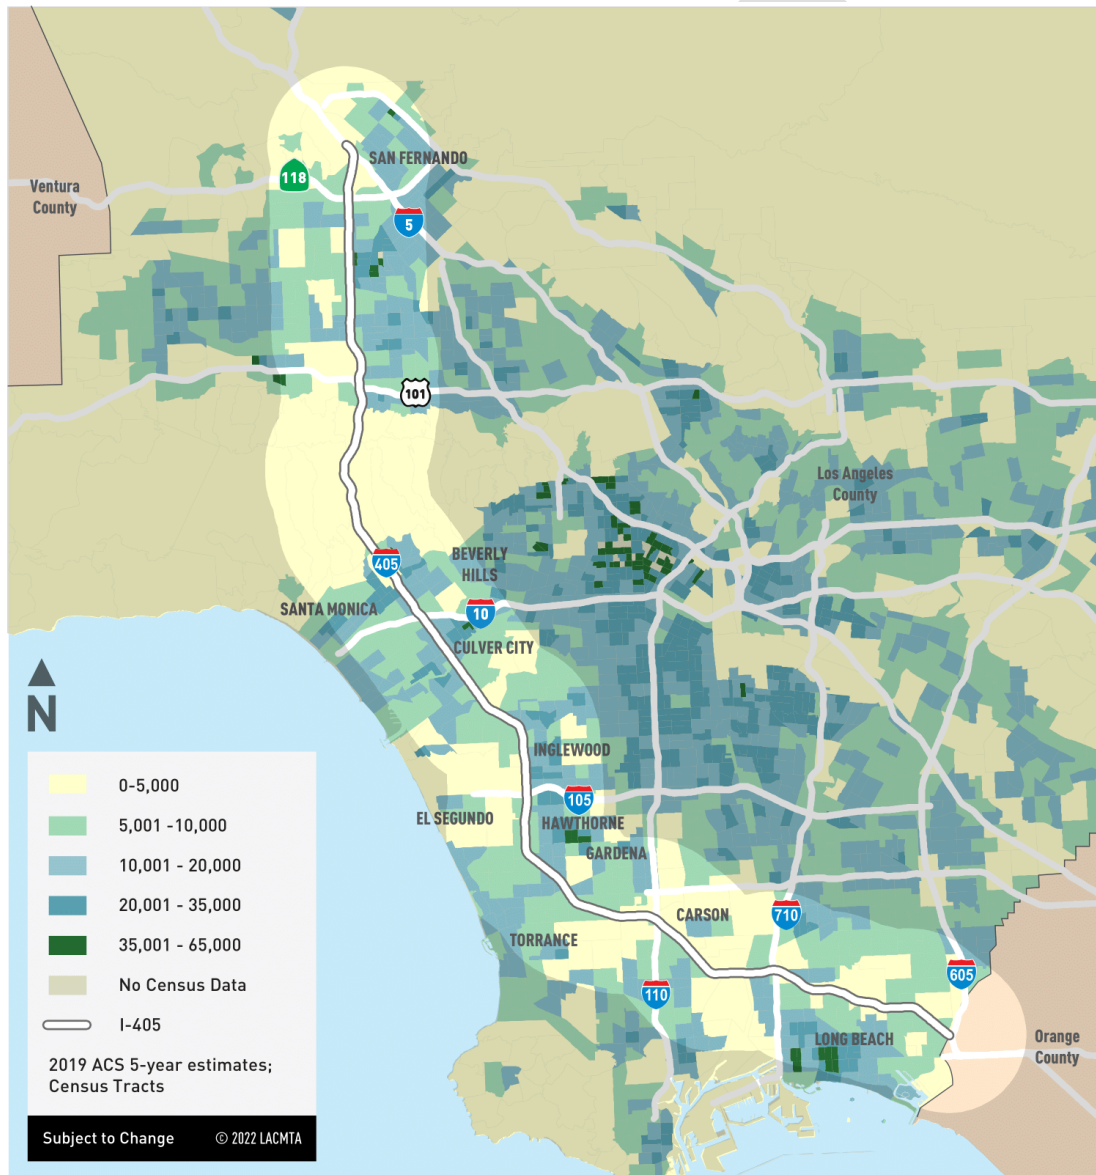 SAN FERNANDO
118
Ventura
County
5
101
Los Angeles
County
405
BEVERLY
HILLS
SANTA MONICA
10
CULVER CITY
N
INGLEWOOD
105
EL SEGUNDO
HAWTHORNE
GARDENA
CARSON
710
TORRANCE
605
110
LONG BEACH
Orange
County
0-5,000
5,001 -10,000
10,001 - 20,000
20,001 - 35,000
35,001 - 65,000
No Census Data
I-405
2019 ACS 5-year estimates;
Census Tracts
Subject to Change © 2022 LACMTA